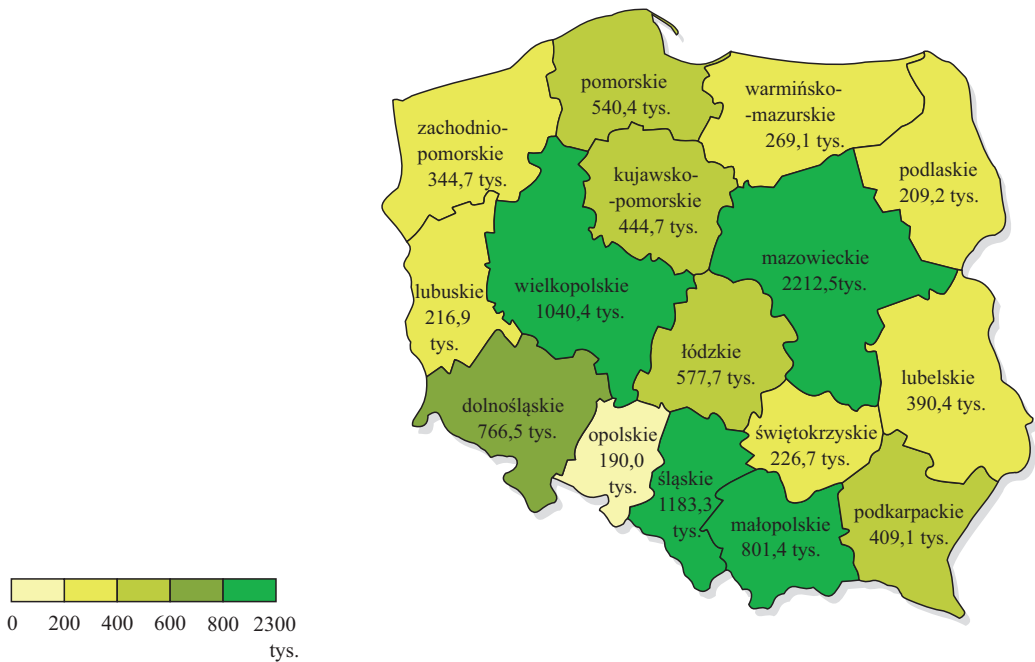 pomorskie
540,4 tys.
warmińsko-
-mazurskie
269,1 tys.
zachodnio-
pomorskie
344,7 tys.
kujawsko-
-pomorskie
444,7 tys.
podlaskie
209,2 tys.
mazowieckie
2212,5tys.
wielkopolskie
1040,4 tys.
lubuskie
216,9
tys.
łódzkie
577,7 tys.
lubelskie
390,4 tys.
dolnośląskie
766,5 tys.
opolskie
190,0
tys.
świętokrzyskie
226,7 tys.
śląskie
1183,3
tys.
małopolskie
801,4 tys.
podkarpackie
409,1 tys.
0 200 400 600 800 2300
tys.